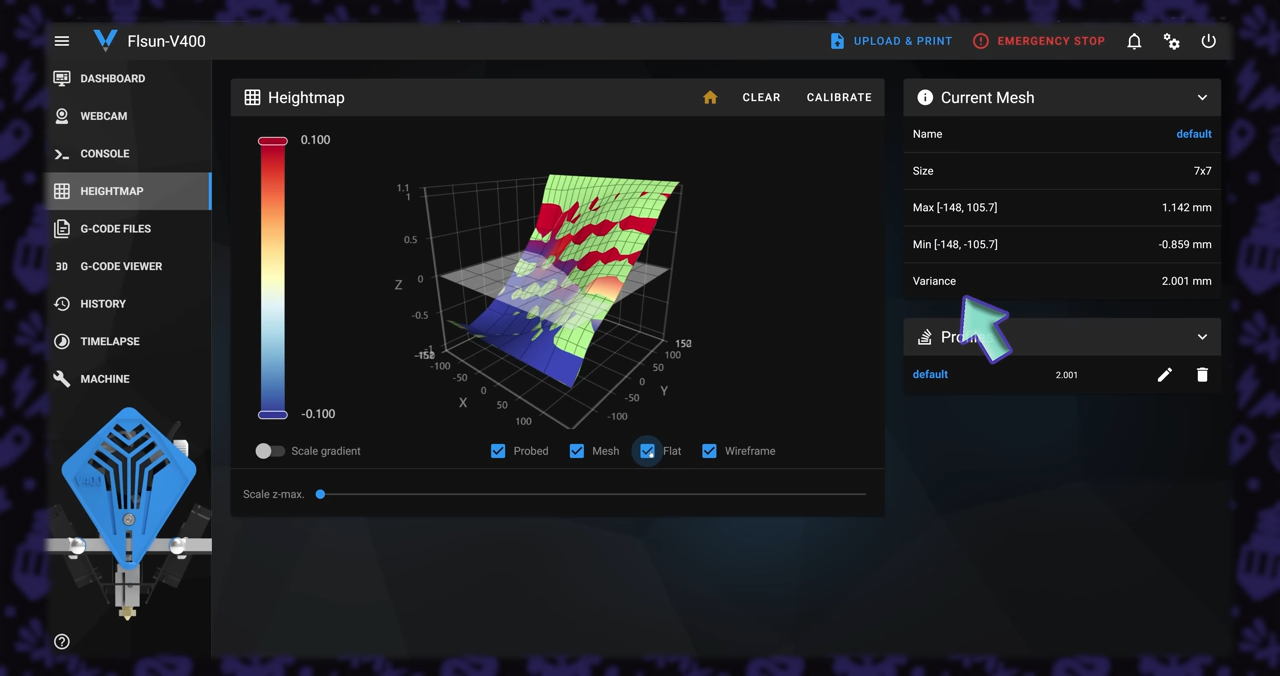 Flsun-V400
UPLOAD & PRINT
EMERGENCY STOP
DASHBOARD
WEBCAM
CONSOLE
HEIGHTMAP
G-CODE FILES
3D G-CODE VIEWER
HISTORY
TIMELAPSE
MACHINE
V400
Heightmap
CLEAR
CALIBRATE
0.100
-0.100
1.1
1
0.5
0
-0.5
-1
Z
-150
-100
-50
0
50
100
X
150
100
50
0
-50
-100
Y
Scale gradient
Probed
Mesh
Flat
Wireframe
Scale z-max.
Current Mesh
Name default
Size 7x7
Max [-148, 105.7] 1.142 mm
Min [-148, -105.7] -0.859 mm
Variance 2.001 mm
default 2.001